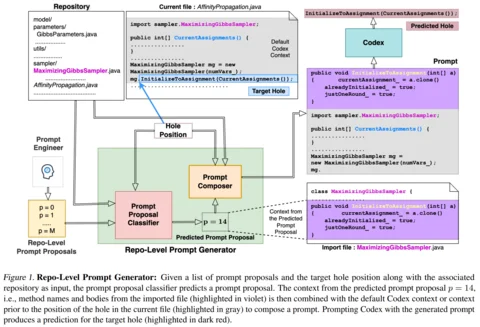 Repository
model/
parameters/
GibbsParameters.java
..................
utils/
..................
sampler/
MaximizingGibbsSampler.java
..................
AffinityPropagation.java
..................
Current file : AffinityPropagation.java
import sampler.MaximizingGibbsSampler;
public int[] CurrentAssignments() {
................
................
MaximizingGibbsSampler mg = new
MaximizingGibbsSampler(numVars_);
mg.InitializeToAssignment(CurrentAssignments());
Default
Codex
Context
Target Hole
InitializeToAssignment(CurrentAssignments());
Predicted Hole
Codex
Prompt
public void InitializeToAssignment(int[] a)
{ currentAssignment_ = a.clone()
alreadyInitialized_ = true;
justOneRound_ = true;
import sampler.MaximizingGibbsSampler;
public int[] CurrentAssignments() {
................
................
MaximizingGibbsSampler mg =
new MaximizingGibbsSampler(numVars_);
mg.
Hole
Position
Prompt
Engineer
p = 0
p = 1
.....
p = M
Repo-Level
Prompt Proposals
Prompt
Proposal
Classifier
Prompt
Composer
p = 14
Predicted Prompt Proposal
Repo-Level Prompt Generator
Context from
the Predicted
Prompt
Proposal
class MaximizingGibbsSampler {
................
public void InitializeToAssignment(int[] a)
{ currentAssignment_ = a.clone()
alreadyInitialized_ = true;
justOneRound_ = true;
Import file : MaximizingGibbsSampler.java
Figure 1. Repo-Level Prompt Generator: Given a list of prompt proposals and the target hole position along with the associated
repository as input, the prompt proposal classifier predicts a prompt proposal. The context from the predicted prompt proposal p = 14,
i.e., method names and bodies from the imported file (highlighted in violet) is then combined with the default Codex context or context
prior to the position of the hole in the current file (highlighted in gray) to compose a prompt. Prompting Codex with the generated prompt
produces a prediction for the target hole (highlighted in dark red).